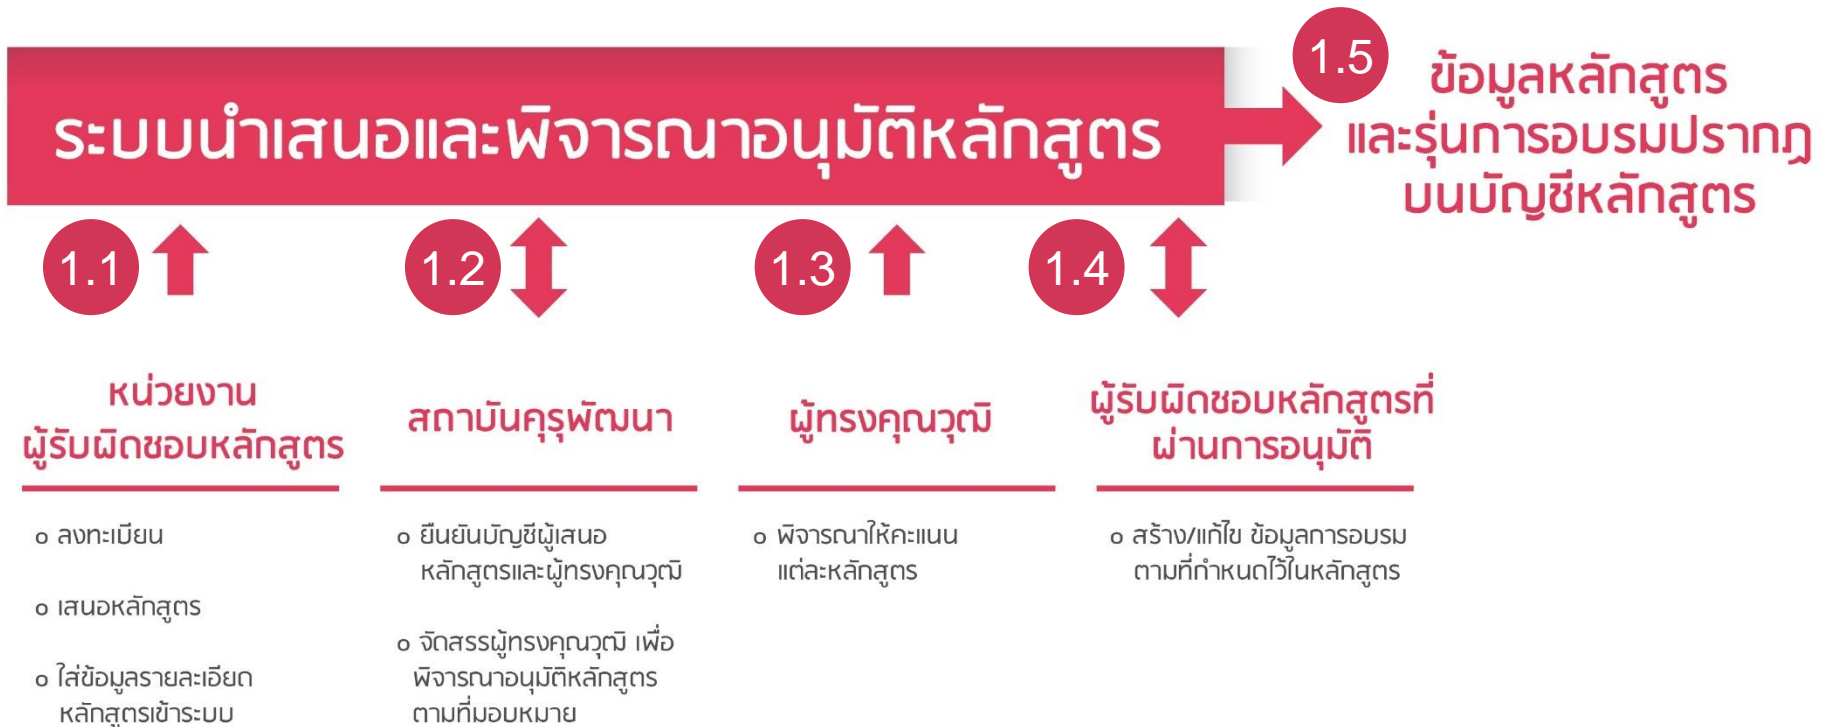 ระบบนำเสนอและพิจารณาอนุมัติหลักสูตร
1.5
ข้อมูลหลักสูตร
และรุ่นการอบรมปรากฏ
บนบัญชีหลักสูตร
1.1
1.2
1.3
1.4
หน่วยงาน
ผู้รับผิดชอบหลักสูตร
o ลงทะเบียน
o เสนอหลักสูตร
o ใส่ข้อมูลรายละเอียด
หลักสูตรเข้าระบบ
สถาบันคุรุพัฒนา
o ยืนยันบัญชีผู้เสนอ
หลักสูตรและผู้ทรงคุณวุฒิ
o จัดสรรผู้ทรงคุณวุฒิ เพื่อ
พิจารณาอนุมัติหลักสูตร
ตามที่มอบหมาย
ผู้ทรงคุณวุฒิ
o พิจารณาให้คะแนน
แต่ละหลักสูตร
ผู้รับผิดชอบหลักสูตรที่
ผ่านการอนุมัติ
o สร้าง/แก้ไข ข้อมูลการอบรม
ตามที่กำหนดไว้ในหลักสูตร